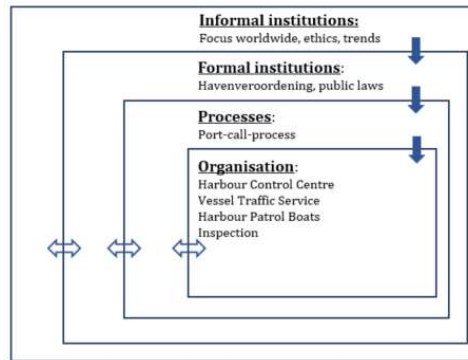 Informal institutions:
Focus worldwide, ethics, trends
Formal institutions:
Havenveroordening, public laws
Processes:
Port-call-process
Organisation:
Harbour Control Centre
Vessel Traffic Service
Harbour Patrol Boats
Inspection